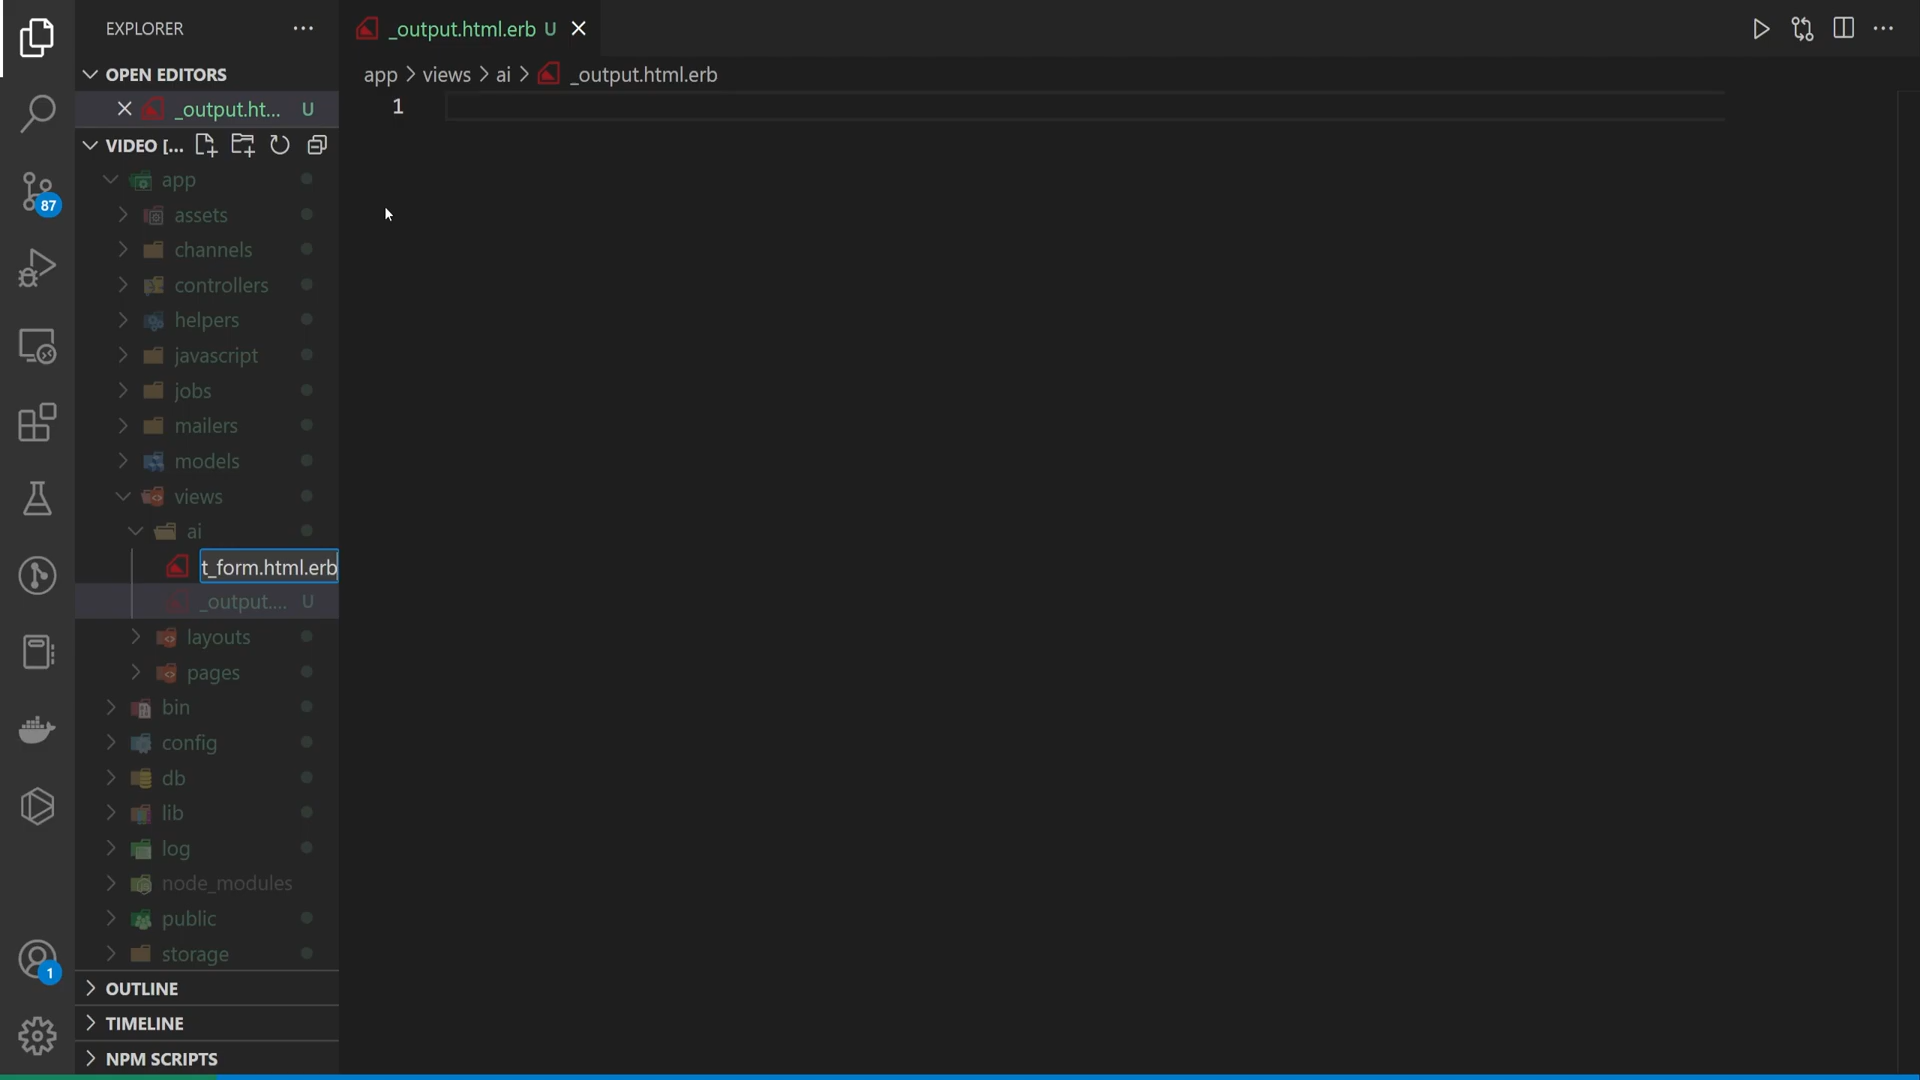 EXPLORER
_output.html.erb U
OPEN EDITORS
_output.ht... U
app > views > ai > _output.html.erb
1
VIDEO [...
app
assets
channels
controllers
helpers
javascript
jobs
mailers
models
views
ai
t_form.html.erb
_output.... U
layouts
pages
bin
config
db
lib
log
node_modules
public
storage
OUTLINE
TIMELINE
NPM SCRIPTS
87
1